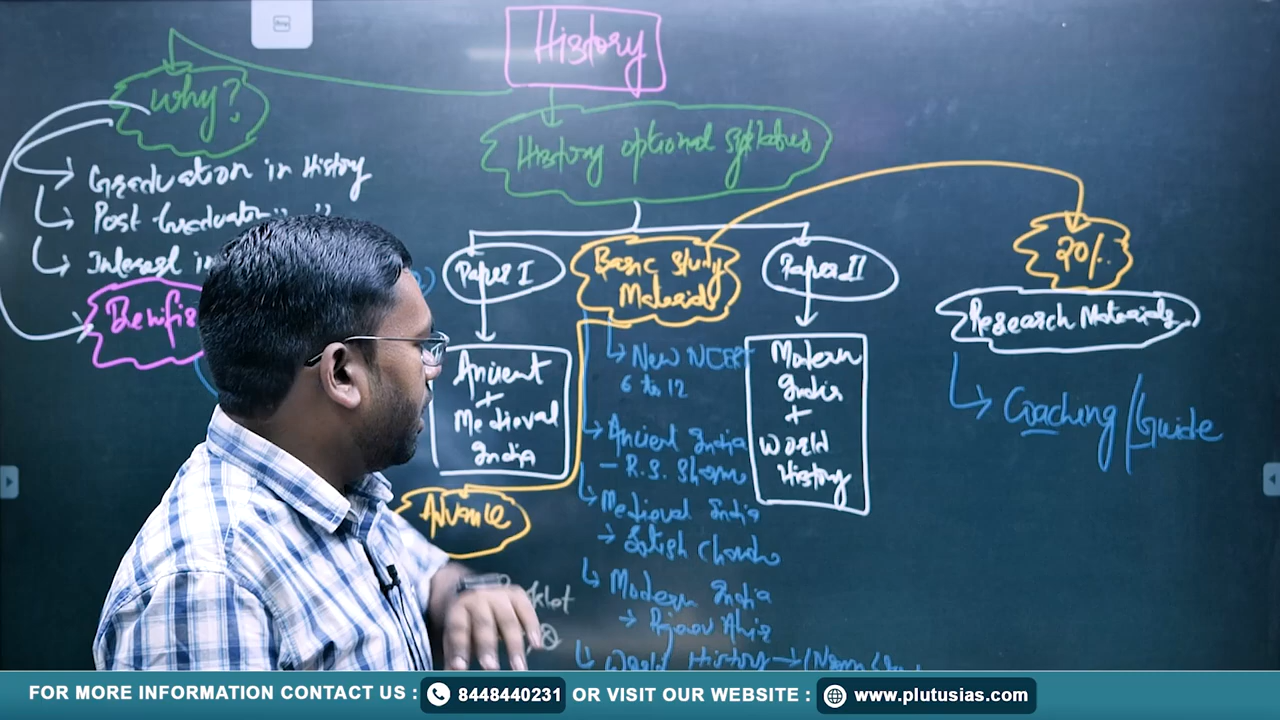 History
Why?
History optional syllabus
Graduation in History
Post Graduation " "
Interest in
Paper I
Basic Study
Materials
Paper II
20%
Research Materials
Coaching/Guide
Ancient
+
Medieval
India
New NCERT
6 to 12
Ancient India
- R.S. Sharma
Medieval India
→ Satish Chandra
Modern India
→ Rajeev Ahir
World History →
Modern
India
+
World
History
Advance
FOR MORE INFORMATION CONTACT US : 8448440231 OR VISIT OUR WEBSITE : www.plutusias.com